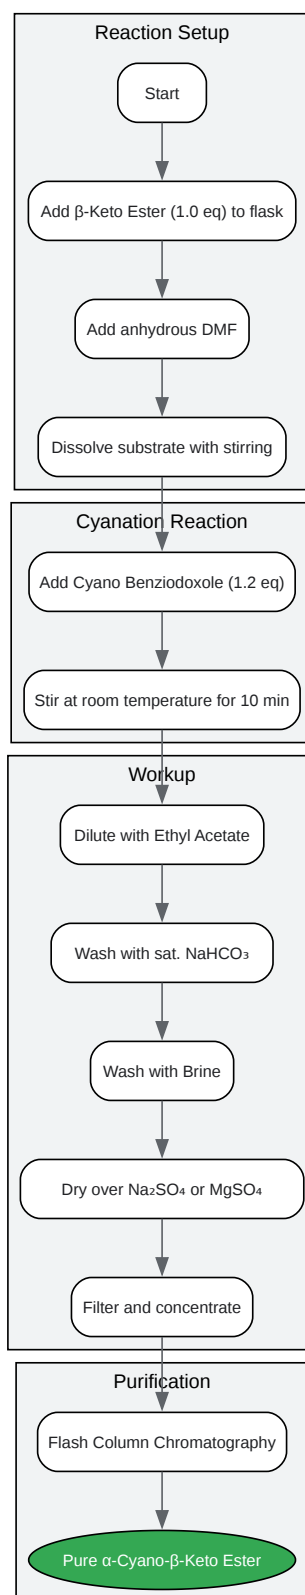 Reaction Setup
Start
Add β-Keto Ester (1.0 eq) to flask
Add anhydrous DMF
Dissolve substrate with stirring
Cyanation Reaction
Add Cyano Benziodoxole (1.2 eq)
Stir at room temperature for 10 min
Workup
Dilute with Ethyl Acetate
Wash with sat. NaHCO₃
Wash with Brine
Dry over Na₂SO₄ or MgSO₄
Filter and concentrate
Purification
Flash Column Chromatography
Pure α-Cyano-β-Keto Ester